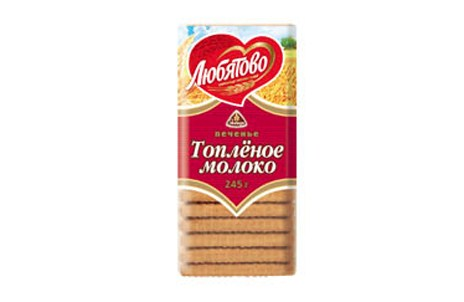 Любятово
печенье
Топлёное
молоко
245 г